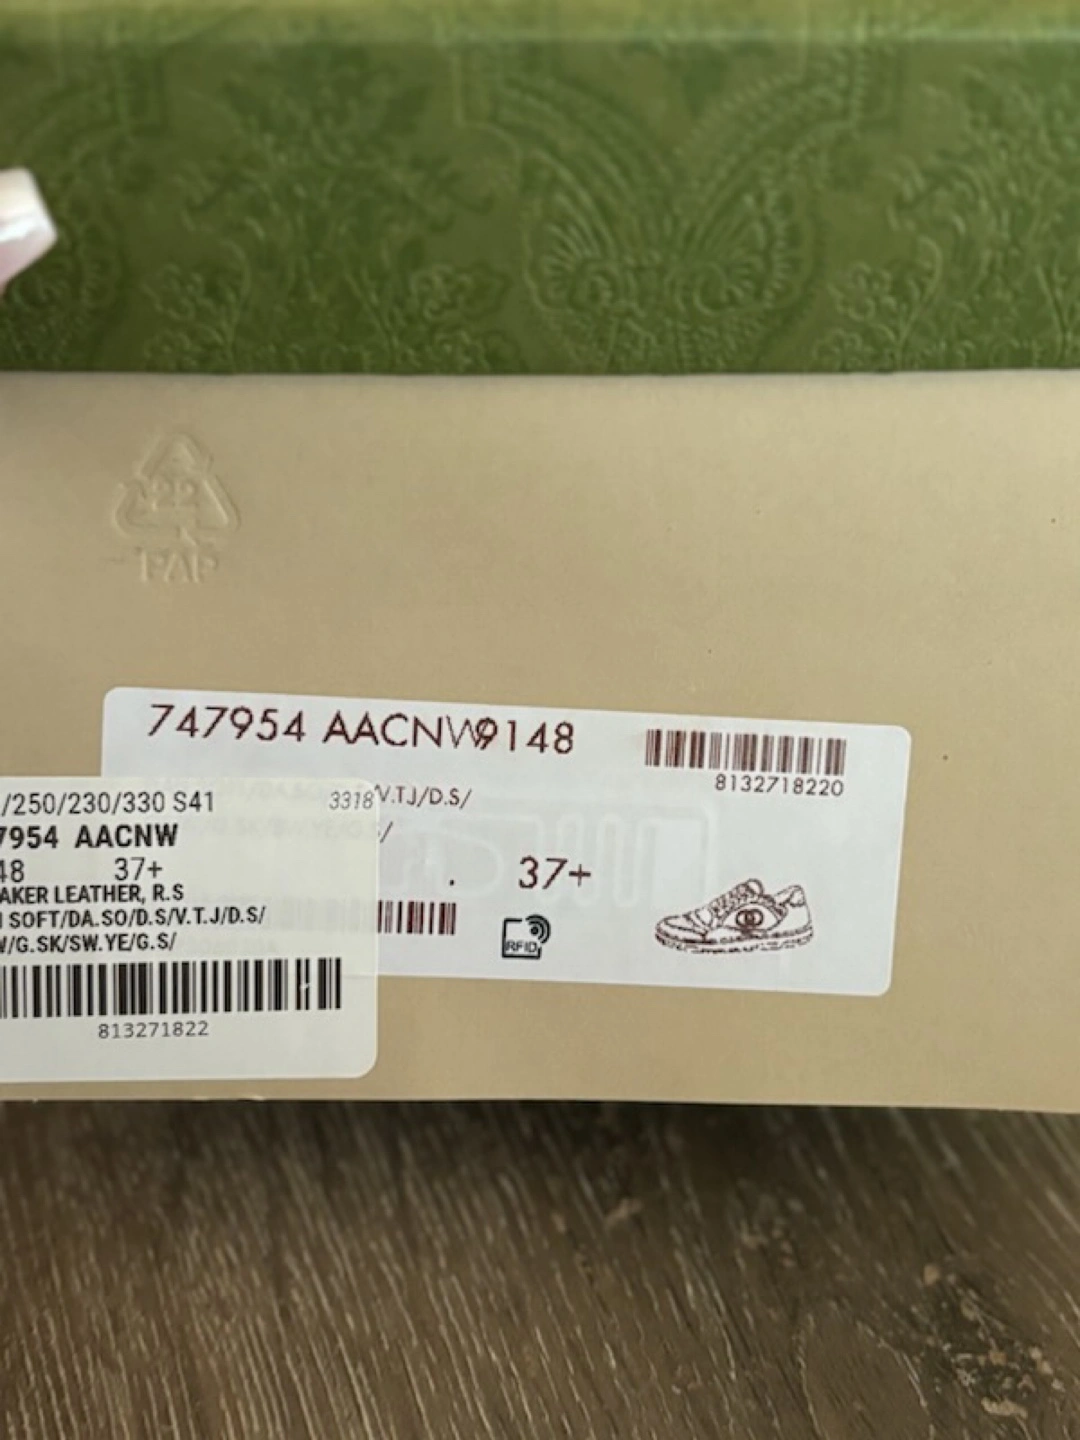 22
PAP
747954 AACNW9148
8132718220
V.T.J/D.S/
/
37+
RFID
/250/230/330 S41 3318
7954 AACNW
48 37+
AKER LEATHER, R.S
SOFT/DA.SO/D.S/V.T.J/D.S/
W/G.SK/SW.YE/G.S/
813271822